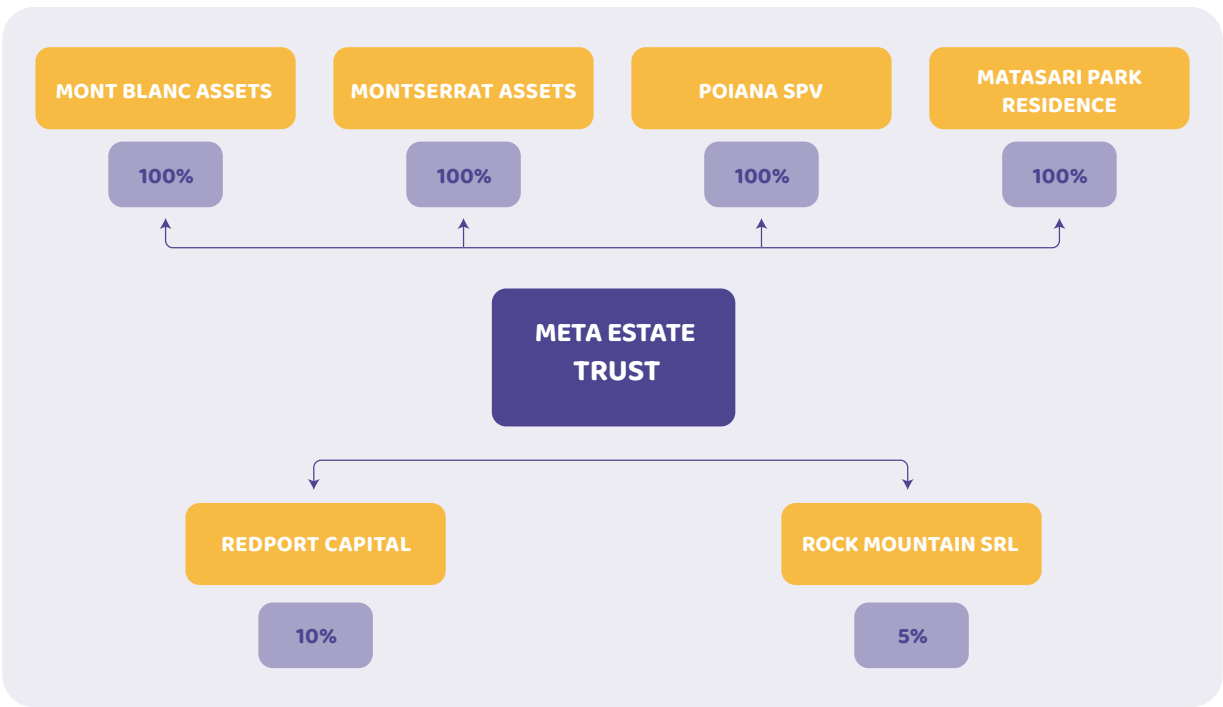 MONT BLANC ASSETS
MONTSERRAT ASSETS
POIANA SPV
MATASARI PARK
RESIDENCE
100%
100%
100%
100%
META ESTATE
TRUST
REDPORT CAPITAL
ROCK MOUNTAIN SRL
10%
5%